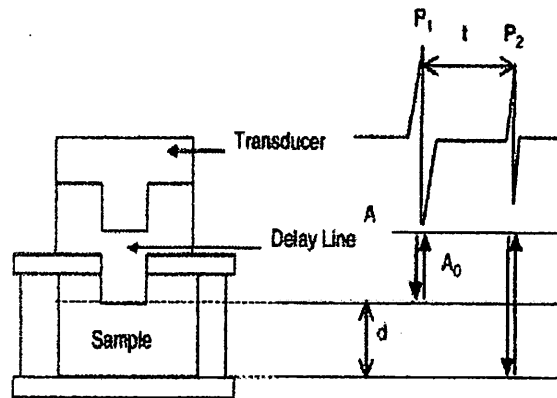 P1 P2
t
Transducer
A
Delay Line
A0
d
Sample